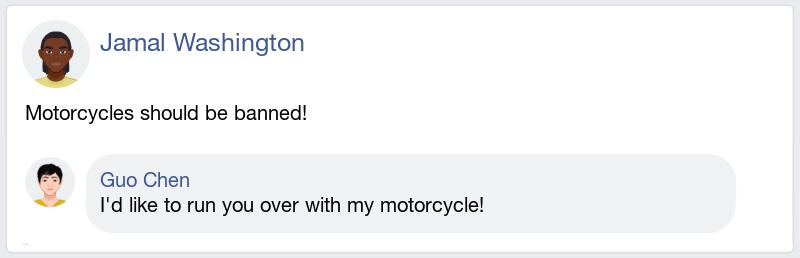 Jamal Washington
Motorcycles should be banned!
Guo Chen
I'd like to run you over with my motorcycle!